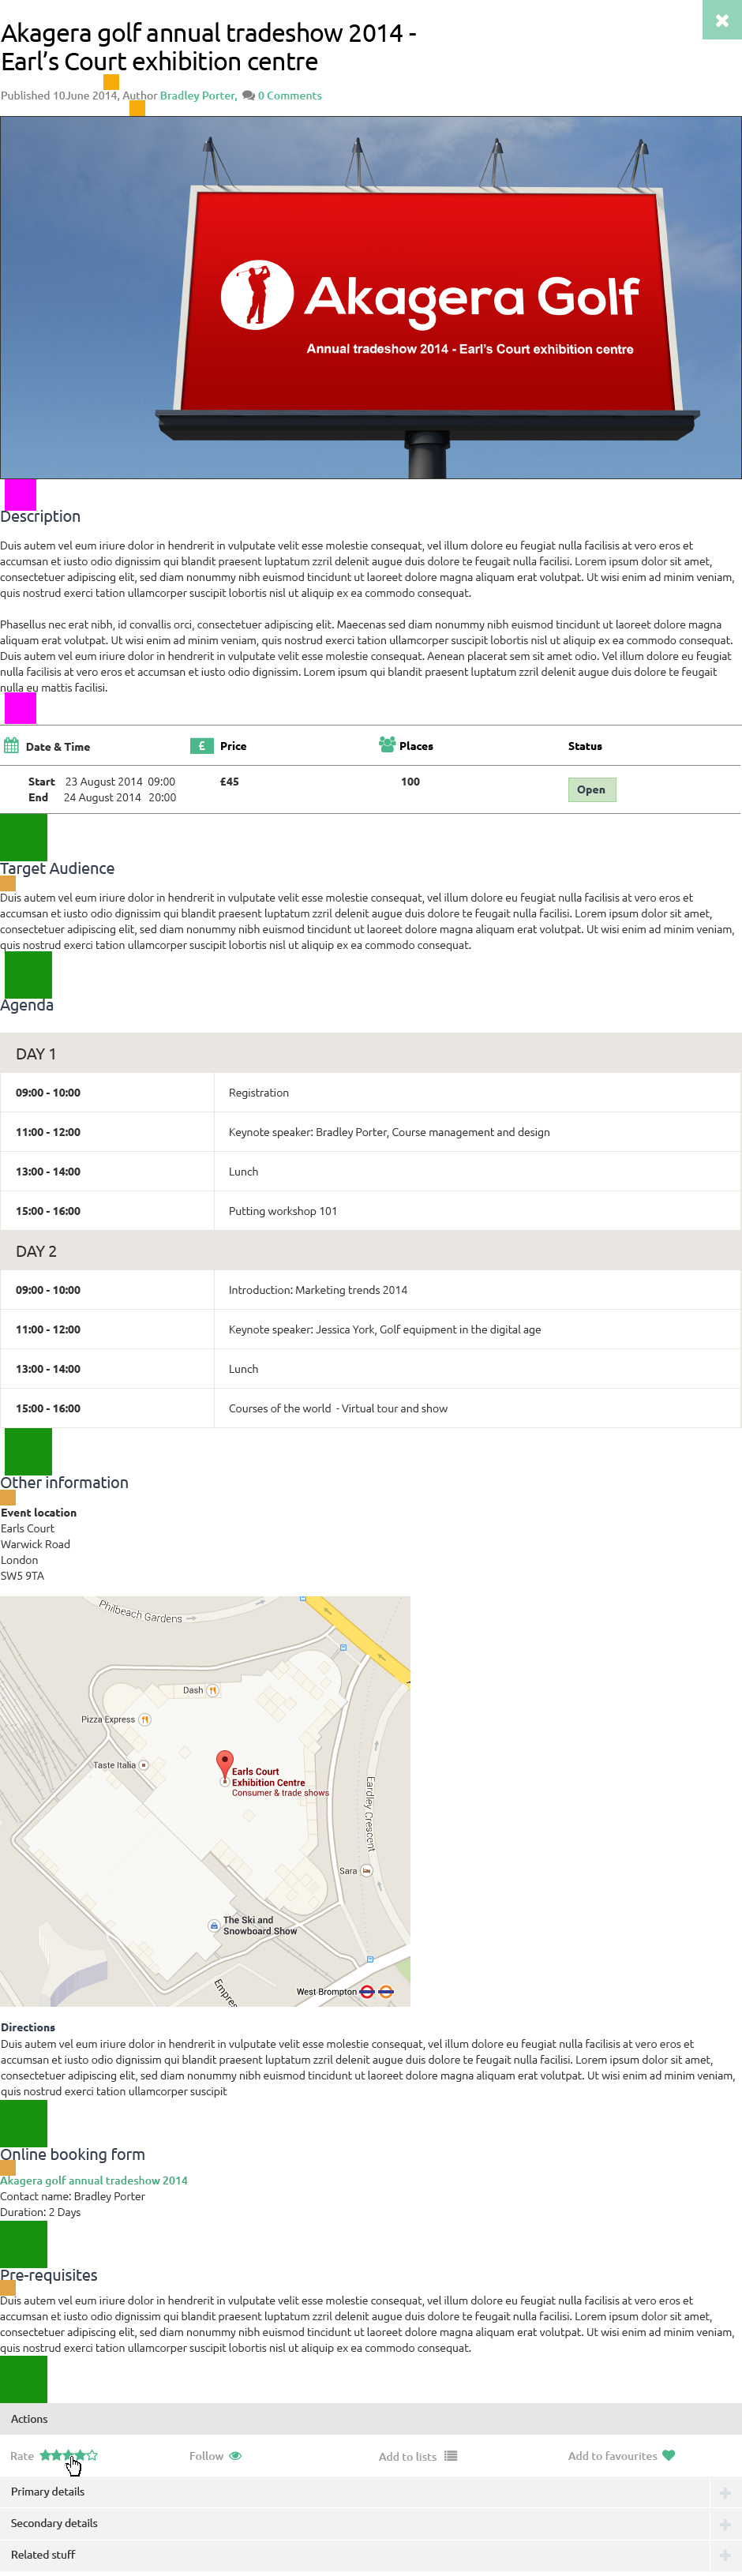 Akagera golf annual tradeshow 2014 -
Earl's Court exhibition centre
Published 10June 2014, Author Bradley Porter, 0 Comments
Akagera Golf
Annual tradeshow 2014 - Earl's Court exhibition centre
Description
Duis autem vel eum iriure dolor in hendrerit in vulputate velit esse molestie consequat, vel illum dolore eu feugiat nulla facilisis at vero eros et
accumsan et iusto odio dignissim qui blandit praesent luptatum zzril delenit augue duis dolore te feugait nulla facilisi. Lorem ipsum dolor sit amet,
consectetuer adipiscing elit, sed diam nonummy nibh euismod tincidunt ut laoreet dolore magna aliquam erat volutpat. Ut wisi enim ad minim veniam,
quis nostrud exerci tation ullamcorper suscipit lobortis nisl ut aliquip ex ea commodo consequat.
Phasellus nec erat nibh, id convallis orci, consectetuer adipiscing elit. Maecenas sed diam nonummy nibh euismod tincidunt ut laoreet dolore magna
aliquam erat volutpat. Ut wisi enim ad minim veniam, quis nostrud exerci tation ullamcorper suscipit lobortis nisl ut aliquip ex ea commodo consequat.
Duis autem vel eum iriure dolor in hendrerit in vulputate velit esse molestie consequat. Aenean placerat sem sit amet odio. Vel illum dolore eu feugiat
nulla facilisis at vero eros et accumsan et iusto odio dignissim. Lorem ipsum qui blandit praesent luptatum zzril delenit augue duis dolore te feugait
nulla eu mattis facilisi.
Date & Time £ Price Places Status
Start 23 August 2014 09:00 £45 100 Open
End 24 August 2014 20:00
Target Audience
Duis autem vel eum iriure dolor in hendrerit in vulputate velit esse molestie consequat, vel illum dolore eu feugiat nulla facilisis at vero eros et
accumsan et iusto odio dignissim qui blandit praesent luptatum zzril delenit augue duis dolore te feugait nulla facilisi. Lorem ipsum dolor sit amet,
consectetuer adipiscing elit, sed diam nonummy nibh euismod tincidunt ut laoreet dolore magna aliquam erat volutpat. Ut wisi enim ad minim veniam,
quis nostrud exerci tation ullamcorper suscipit lobortis nisl ut aliquip ex ea commodo consequat.
Agenda
DAY 1
09:00 - 10:00 Registration
11:00 - 12:00 Keynote speaker: Bradley Porter, Course management and design
13:00 - 14:00 Lunch
15:00 - 16:00 Putting workshop 101
DAY 2
09:00 - 10:00 Introduction: Marketing trends 2014
11:00 - 12:00 Keynote speaker: Jessica York, Golf equipment in the digital age
13:00 - 14:00 Lunch
15:00 - 16:00 Courses of the world - Virtual tour and show
Other information
Event location
Earls Court
Warwick Road
London
SW5 9TA
Philbeach Gardens
Dash
Pizza Express
Taste Italia
Earls Court
Exhibition Centre
Consumer & trade shows
Eardley Crescent
Sara
The Ski and
Snowboard Show
Empres
West Brompton
Directions
Duis autem vel eum iriure dolor in hendrerit in vulputate velit esse molestie consequat, vel illum dolore eu feugiat nulla facilisis at vero eros et
accumsan et iusto odio dignissim qui blandit praesent luptatum zzril delenit augue duis dolore te feugait nulla facilisi. Lorem ipsum dolor sit amet,
consectetuer adipiscing elit, sed diam nonummy nibh euismod tincidunt ut laoreet dolore magna aliquam erat volutpat. Ut wisi enim ad minim veniam,
quis nostrud exerci tation ullamcorper suscipit
Online booking form
Akagera golf annual tradeshow 2014
Contact name: Bradley Porter
Duration: 2 Days
Pre-requisites
Duis autem vel eum iriure dolor in hendrerit in vulputate velit esse molestie consequat, vel illum dolore eu feugiat nulla facilisis at vero eros et
accumsan et iusto odio dignissim qui blandit praesent luptatum zzril delenit augue duis dolore te feugait nulla facilisi. Lorem ipsum dolor sit amet,
consectetuer adipiscing elit, sed diam nonummy nibh euismod tincidunt ut laoreet dolore magna aliquam erat volutpat. Ut wisi enim ad minim veniam,
quis nostrud exerci tation ullamcorper suscipit lobortis nisl ut aliquip ex ea commodo consequat.
Actions
Rate Follow Add to lists Add to favourites
Primary details
Secondary details
Related stuff